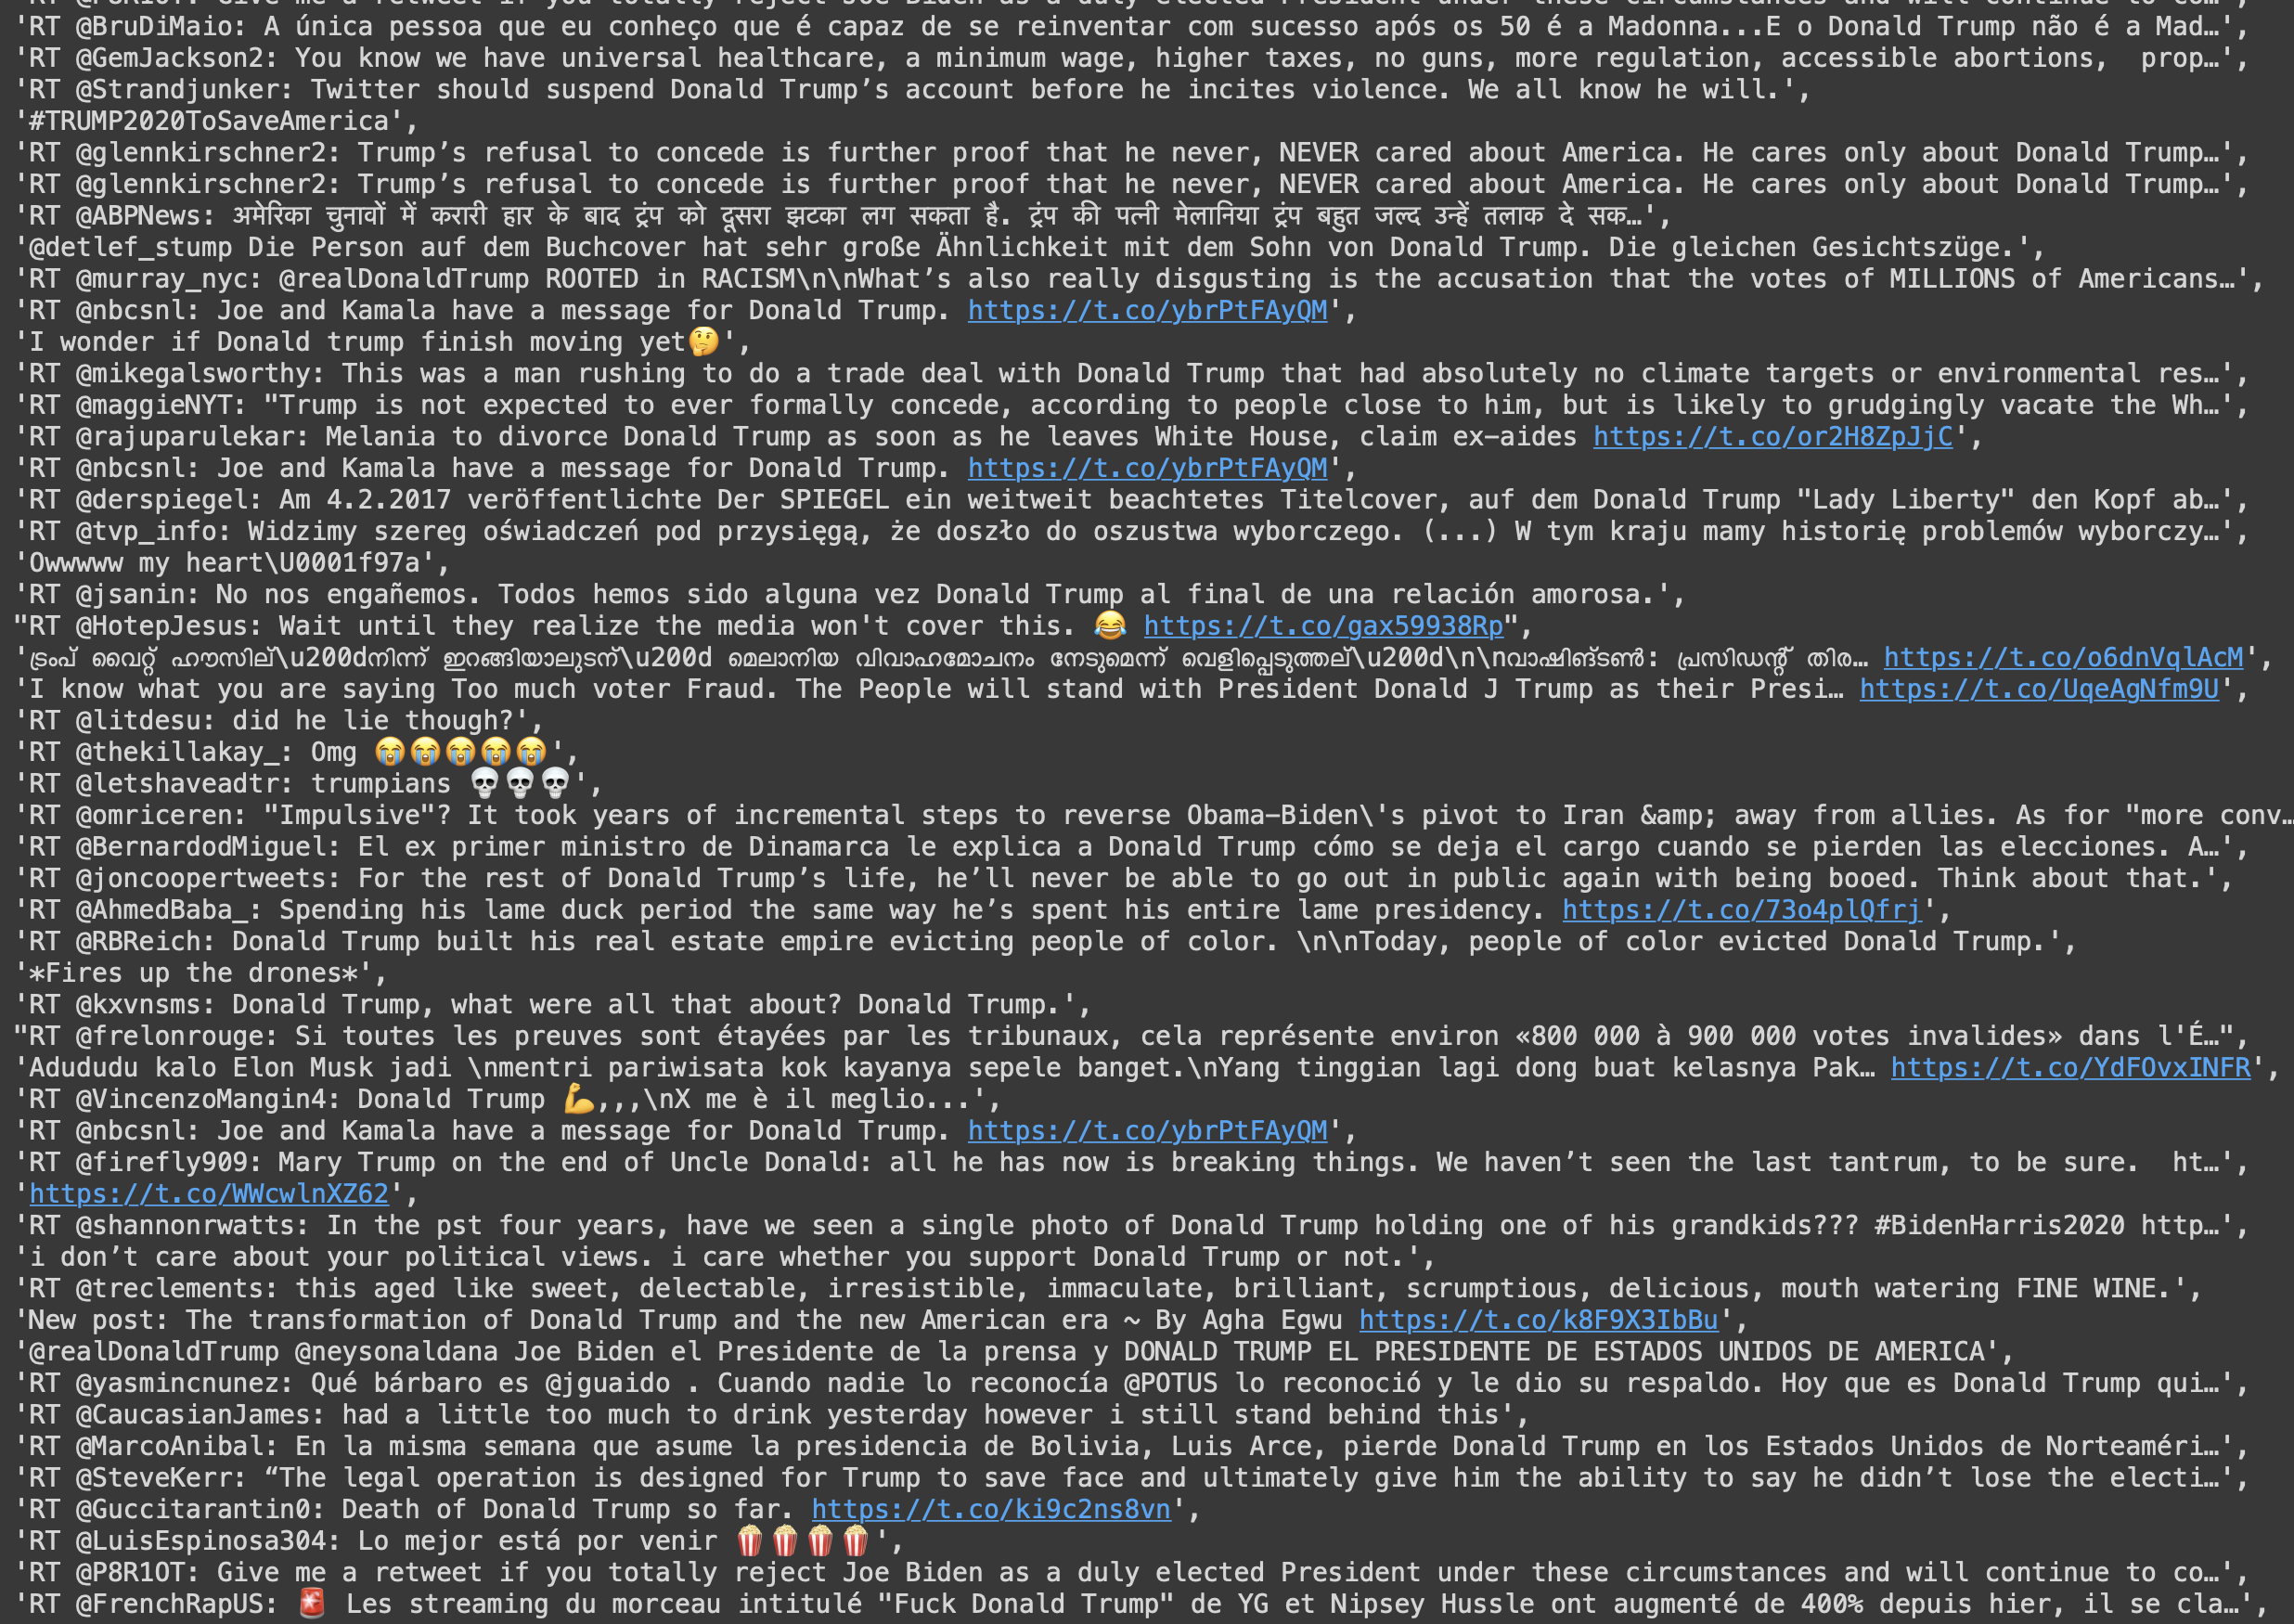 'RT @P8R1OT: Give me a retweet if you totally reject Joe Biden as a duly elected President under these circumstances and will continue to co…',
'RT @BruDiMaio: A única pessoa que eu conheço que é capaz de se reinventar com sucesso após os 50 é a Madonna...E o Donald Trump não é a Mad…',
'RT @GemJackson2: You know we have universal healthcare, a minimum wage, higher taxes, no guns, more regulation, accessible abortions,  prop…',
'RT @Strandjunker: Twitter should suspend Donald Trump’s account before he incites violence. We all know he will.',
'#TRUMP2020ToSaveAmerica',
'RT @glennkirschner2: Trump’s refusal to concede is further proof that he never, NEVER cared about America. He cares only about Donald Trump…',
'RT @glennkirschner2: Trump’s refusal to concede is further proof that he never, NEVER cared about America. He cares only about Donald Trump…',
'RT @ABPNews: अमेरिका चुनावों में करारी हार के बाद ट्रंप को दूसरा झटका लग सकता है. ट्रंप की पत्नी मेलानिया ट्रंप बहुत जल्द उन्हें तलाक दे सक…',
'@detlef_stump Die Person auf dem Buchcover hat sehr große Ähnlichkeit mit dem Sohn von Donald Trump. Die gleichen Gesichtszüge.',
'RT @murray_nyc: @realDonaldTrump ROOTED in RACISM\n\nWhat’s also really disgusting is the accusation that the votes of MILLIONS of Americans…',
'RT @nbcsnl: Joe and Kamala have a message for Donald Trump. https://t.co/ybrPtFAyQM',
'I wonder if Donald trump finish moving yet🤔',
'RT @mikegalsworthy: This was a man rushing to do a trade deal with Donald Trump that had absolutely no climate targets or environmental res…',
'RT @maggieNYT: "Trump is not expected to ever formally concede, according to people close to him, but is likely to grudgingly vacate the Wh…',
'RT @rajuparulekar: Melania to divorce Donald Trump as soon as he leaves White House, claim ex-aides https://t.co/or2H8ZpJjC',
'RT @nbcsnl: Joe and Kamala have a message for Donald Trump. https://t.co/ybrPtFAyQM',
'RT @derspiegel: Am 4.2.2017 veröffentlichte Der SPIEGEL ein weitweit beachtetes Titelcover, auf dem Donald Trump "Lady Liberty" den Kopf ab…',
'RT @tvp_info: Widzimy szereg oświadczeń pod przysięgą, że doszło do oszustwa wyborczego. (...) W tym kraju mamy historię problemów wyborczy…',
'Owwwww my heart\U0001f97a',
'RT @jsanin: No nos engañemos. Todos hemos sido alguna vez Donald Trump al final de una relación amorosa.',
"RT @HotepJesus: Wait until they realize the media won't cover this. 😂 https://t.co/gax59938Rp",
'ട്രംപ് വൈറ്റ് ഹൗസില്\u200dനിന്ന് ഇറങ്ങിയാലുടന്\u200d മെലാനിയ വിവാഹമോചനം നേടുമെന്ന് വെളിപ്പെടുത്തല്\u200d\n\nവാഷിങ്ടൺ: പ്രസിഡന്റ് തിര… https://t.co/o6dnVqlAcM',
'I know what you are saying Too much voter Fraud. The People will stand with President Donald J Trump as their Presi… https://t.co/UqeAgNfm9U',
'RT @litdesu: did he lie though?',
'RT @thekillakay_: Omg 😭😭😭😭😭',
'RT @letshaveadtr: trumpians 💀💀💀',
'RT @omriceren: "Impulsive"? It took years of incremental steps to reverse Obama-Biden\'s pivot to Iran &amp; away from allies. As for "more conv…
'RT @BernardodMiguel: El ex primer ministro de Dinamarca le explica a Donald Trump cómo se deja el cargo cuando se pierden las elecciones. A…',
'RT @joncoopertweets: For the rest of Donald Trump’s life, he’ll never be able to go out in public again with being booed. Think about that.',
'RT @AhmedBaba_: Spending his lame duck period the same way he’s spent his entire lame presidency. https://t.co/73o4plQfrj',
'RT @RBReich: Donald Trump built his real estate empire evicting people of color. \n\nToday, people of color evicted Donald Trump.',
'*Fires up the drones*',
'RT @kxvnsms: Donald Trump, what were all that about? Donald Trump.',
"RT @frelonrouge: Si toutes les preuves sont étayées par les tribunaux, cela représente environ «800 000 à 900 000 votes invalides» dans l'É…",
'Adududu kalo Elon Musk jadi \nmentri pariwisata kok kayanya sepele banget.\nYang tinggian lagi dong buat kelasnya Pak… https://t.co/YdFOvxINFR',
'RT @VincenzoMangin4: Donald Trump 💪,,,\nX me è il meglio...',
'RT @nbcsnl: Joe and Kamala have a message for Donald Trump. https://t.co/ybrPtFAyQM',
'RT @firefly909: Mary Trump on the end of Uncle Donald: all he has now is breaking things. We haven’t seen the last tantrum, to be sure.  ht…',
'https://t.co/WWcwlnXZ62',
'RT @shannonrwatts: In the pst four years, have we seen a single photo of Donald Trump holding one of his grandkids??? #BidenHarris2020 http…',
'i don’t care about your political views. i care whether you support Donald Trump or not.',
'RT @treclements: this aged like sweet, delectable, irresistible, immaculate, brilliant, scrumptious, delicious, mouth watering FINE WINE.',
'New post: The transformation of Donald Trump and the new American era ~ By Agha Egwu https://t.co/k8F9X3IbBu',
'@realDonaldTrump @neysonaldana Joe Biden el Presidente de la prensa y DONALD TRUMP EL PRESIDENTE DE ESTADOS UNIDOS DE AMERICA',
'RT @yasmincnunez: Qué bárbaro es @jguaido . Cuando nadie lo reconocía @POTUS lo reconoció y le dio su respaldo. Hoy que es Donald Trump qui…',
'RT @CaucasianJames: had a little too much to drink yesterday however i still stand behind this',
'RT @MarcoAnibal: En la misma semana que asume la presidencia de Bolivia, Luis Arce, pierde Donald Trump en los Estados Unidos de Norteaméri…',
'RT @SteveKerr: “The legal operation is designed for Trump to save face and ultimately give him the ability to say he didn’t lose the electi…',
'RT @Guccitarantin0: Death of Donald Trump so far. https://t.co/ki9c2ns8vn',
'RT @LuisEspinosa304: Lo mejor está por venir 🍿🍿🍿🍿',
'RT @P8R1OT: Give me a retweet if you totally reject Joe Biden as a duly elected President under these circumstances and will continue to co…',
'RT @FrenchRapUS: 🚨 Les streaming du morceau intitulé "Fuck Donald Trump" de YG et Nipsey Hussle ont augmenté de 400% depuis hier, il se cla…',